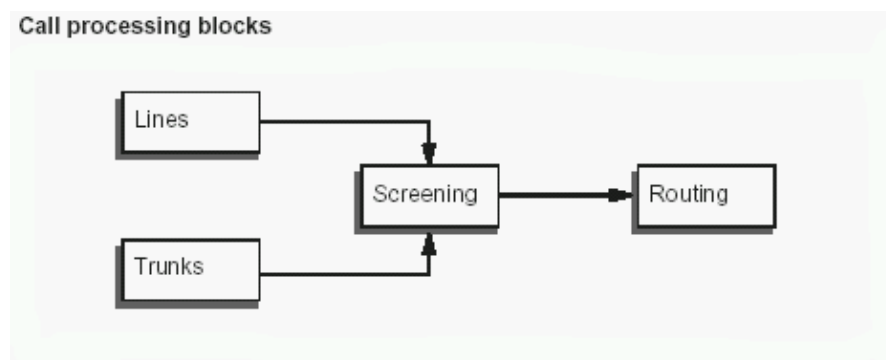 Call processing blocks
Lines
Screening
Routing
Trunks